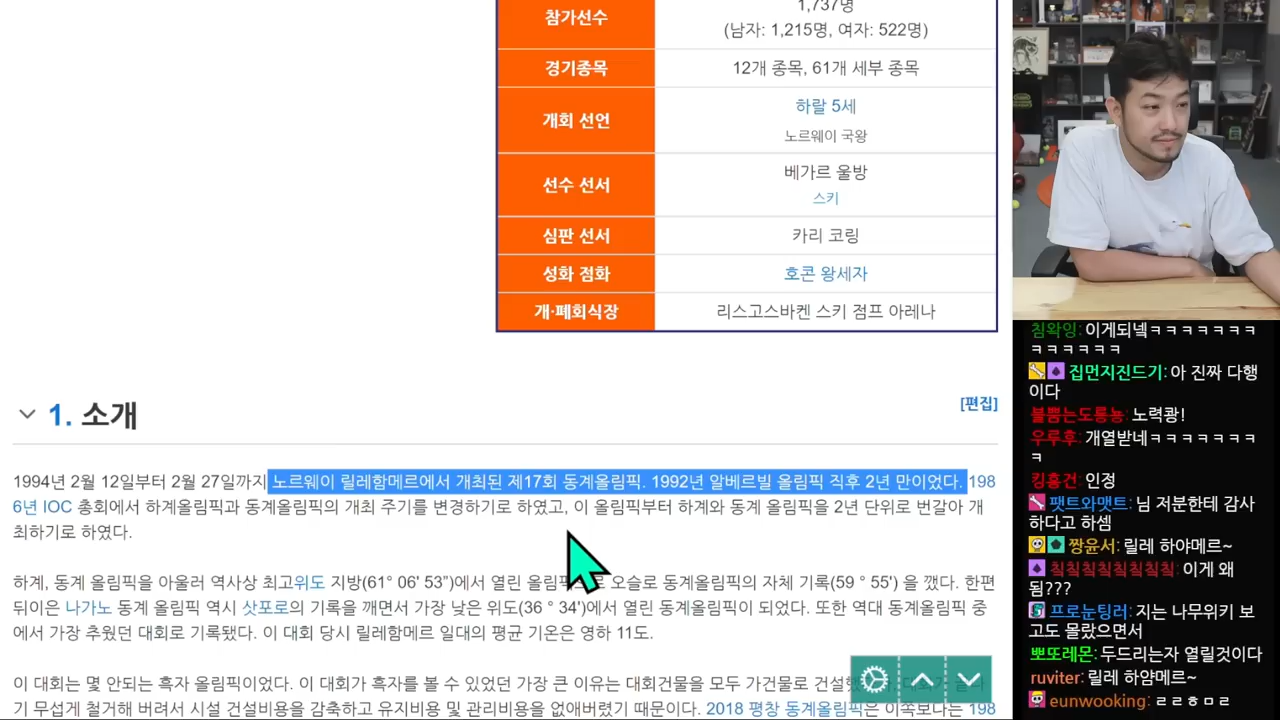 참가선수
1,737명
(남자: 1,215명, 여자: 522명)
경기종목
12개 종목, 61개 세부 종목
개회 선언
하랄 5세
노르웨이 국왕
선수 선서
베가르 울방
스키
심판 선서
카리 코링
성화 점화
호콘 왕세자
개·폐회식장
리스고스바켄 스키 점프 아레나
1. 소개
[편집]
1994년 2월 12일부터 2월 27일까지 노르웨이 릴레함메르에서 개최된 제17회 동계올림픽. 1992년 알베르빌 올림픽 직후 2년 만이었다. 198
6년 IOC 총회에서 하계올림픽과 동계올림픽의 개최 주기를 변경하기로 하였고, 이 올림픽부터 하계와 동계 올림픽을 2년 단위로 번갈아 개
최하기로 하였다.
하계, 동계 올림픽을 아울러 역사상 최고위도 지방(61° 06' 53”)에서 열린 올림픽 오슬로 동계올림픽의 자체 기록(59 ° 55') 을 깼다. 한편
뒤이은 나가노 동계 올림픽 역시 삿포로의 기록을 깨면서 가장 낮은 위도(36 ° 34')에서 열린 동계올림픽이 되었다. 또한 역대 동계올림픽 중
에서 가장 추웠던 대회로 기록됐다. 이 대회 당시 릴레함메르 일대의 평균 기온은 영하 11도.
이 대회는 몇 안되는 흑자 올림픽이었다. 이 대회가 흑자를 볼 수 있었던 가장 큰 이유는 대회건물을 모두 가건물로 건설
기 무섭게 철거해 버려서 시설 건설비용을 감축하고 유지비용 및 관리비용을 없애버렸기 때문이다. 2018 평창 동계올림픽은 이쪽보다는 198
침왁잉: 이게되넼ㅋㅋㅋㅋㅋㅋㅋ
ㅋㅋㅋㅋㅋㅋ
집먼지진드기: 아 진짜 다행
이다
불뿜는도롱뇽: 노력쾅!
우루후: 개열받네ㅋㅋㅋㅋㅋㅋㅋ
ㅋ
킹홍건: 인정
팻트와맷트: 님 저분한테 감사
하다고 하셈
짱윤서: 릴레 하야메르~
칰칰칰칰칰칰칰칰: 이게 왜
됨???
프로눈팅러: 지는 나무위키 보
고도 몰랐으면서
뽀또레몬: 두드리는자 열릴것이다
ruviter: 릴레 하얌메르~
eunwooking: ㄹㄹㅎㅁㄹ